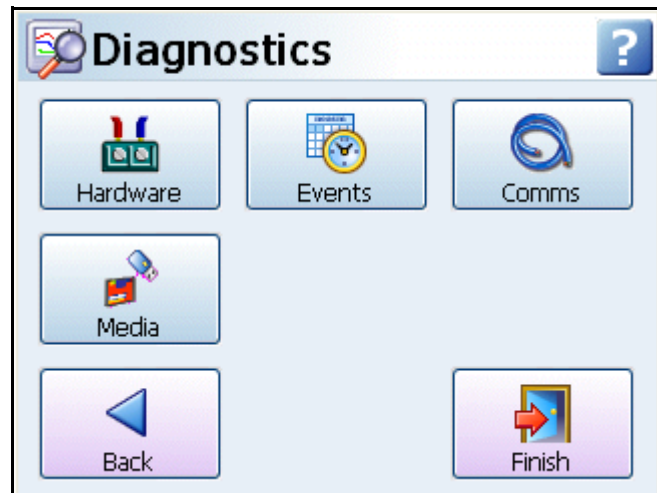 Diagnostics
?
Hardware
Events
Comms
Media
Back
Finish